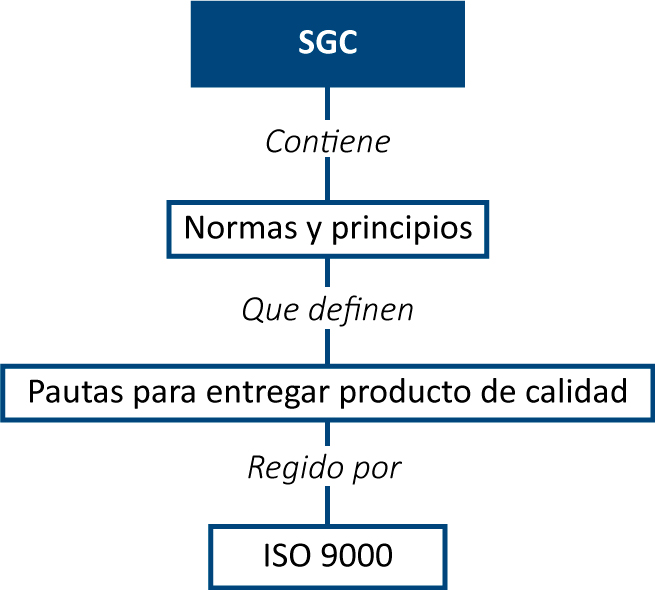 SGC
Contiene
Normas y principios
Que definen
Pautas para entregar producto de calidad
Regido por
ISO 9000